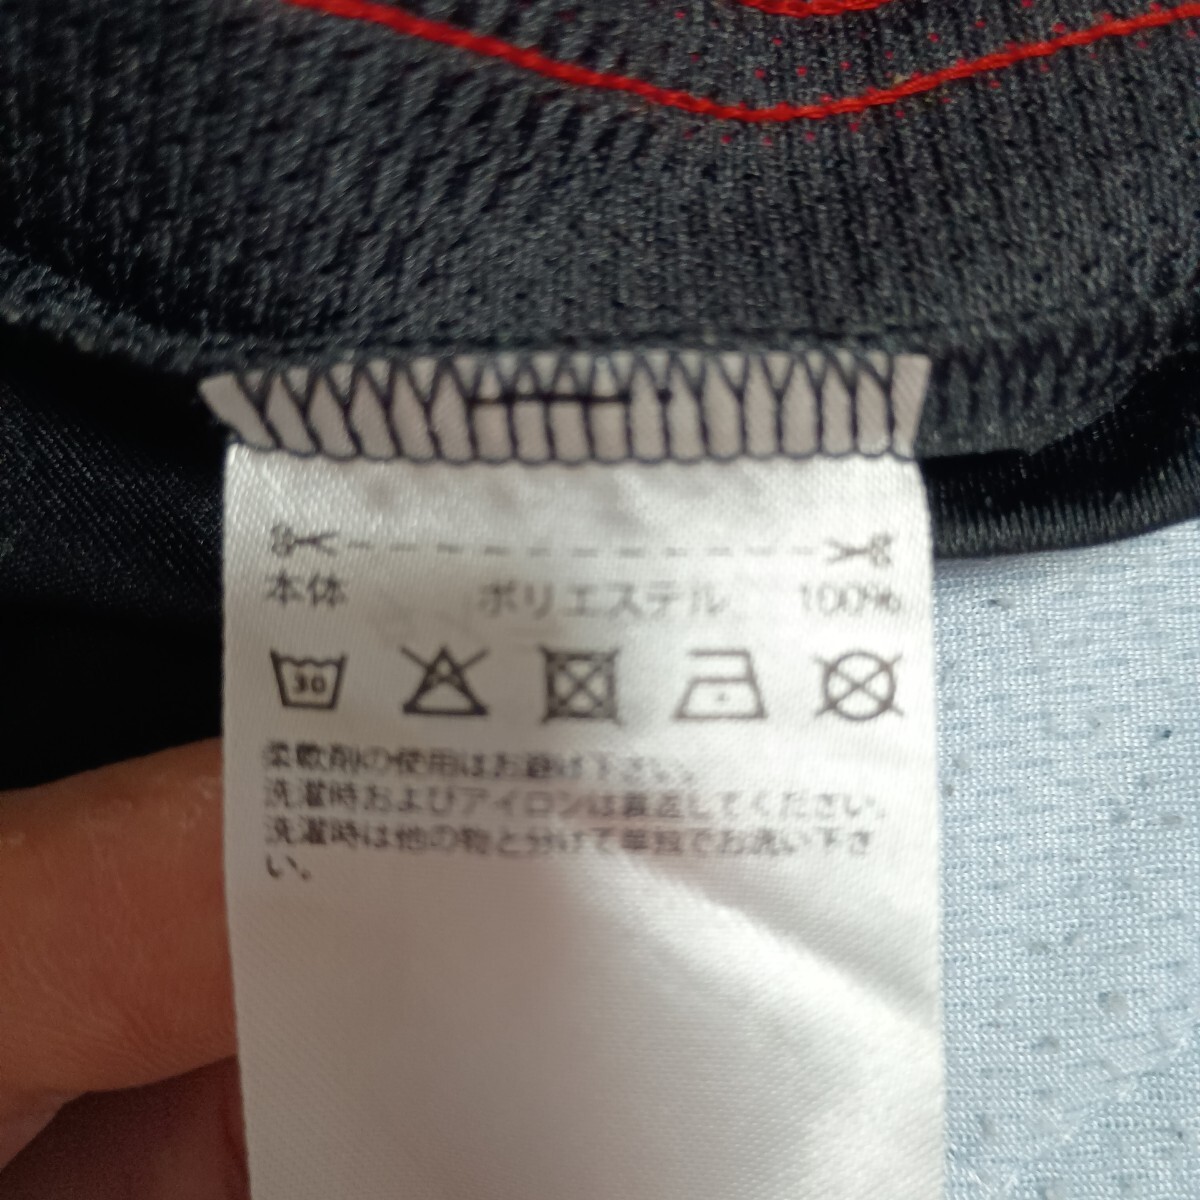 本体 ポリエステル 100%
30
柔軟剤の使用はお避け下さい。
洗濯時およびアイロンは裏返してください。
洗濯時は他の物と分けて単独でお洗い下さ
い。